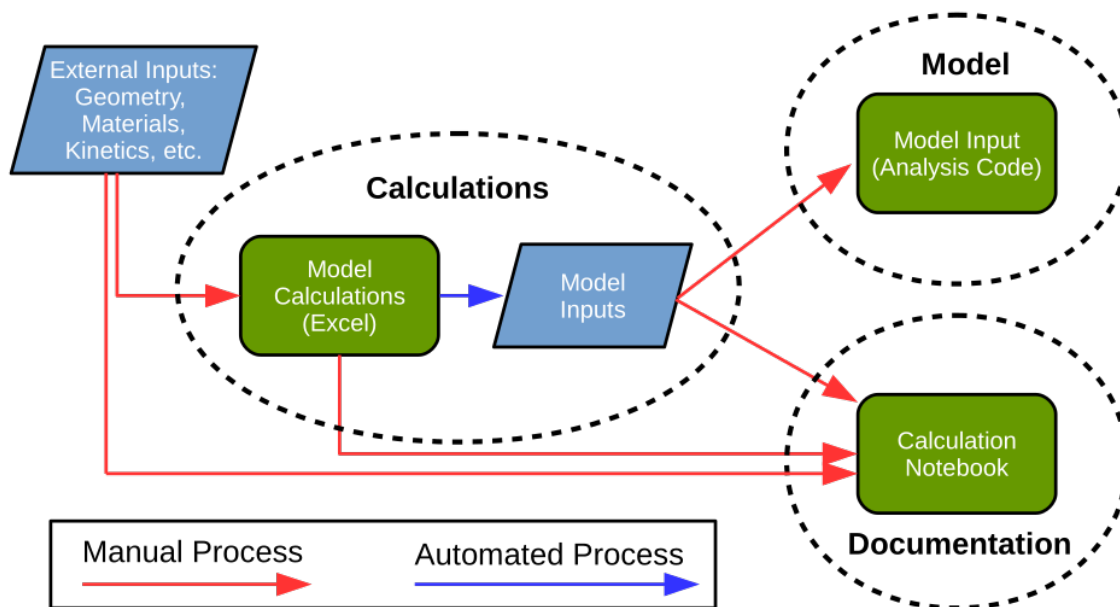 External Inputs:
Geometry,
Materials,
Kinetics, etc.
Calculations
Model
Calculations
(Excel)
Model
Inputs
Model
Model Input
(Analysis Code)
Calculation
Notebook
Documentation
Manual Process
Automated Process